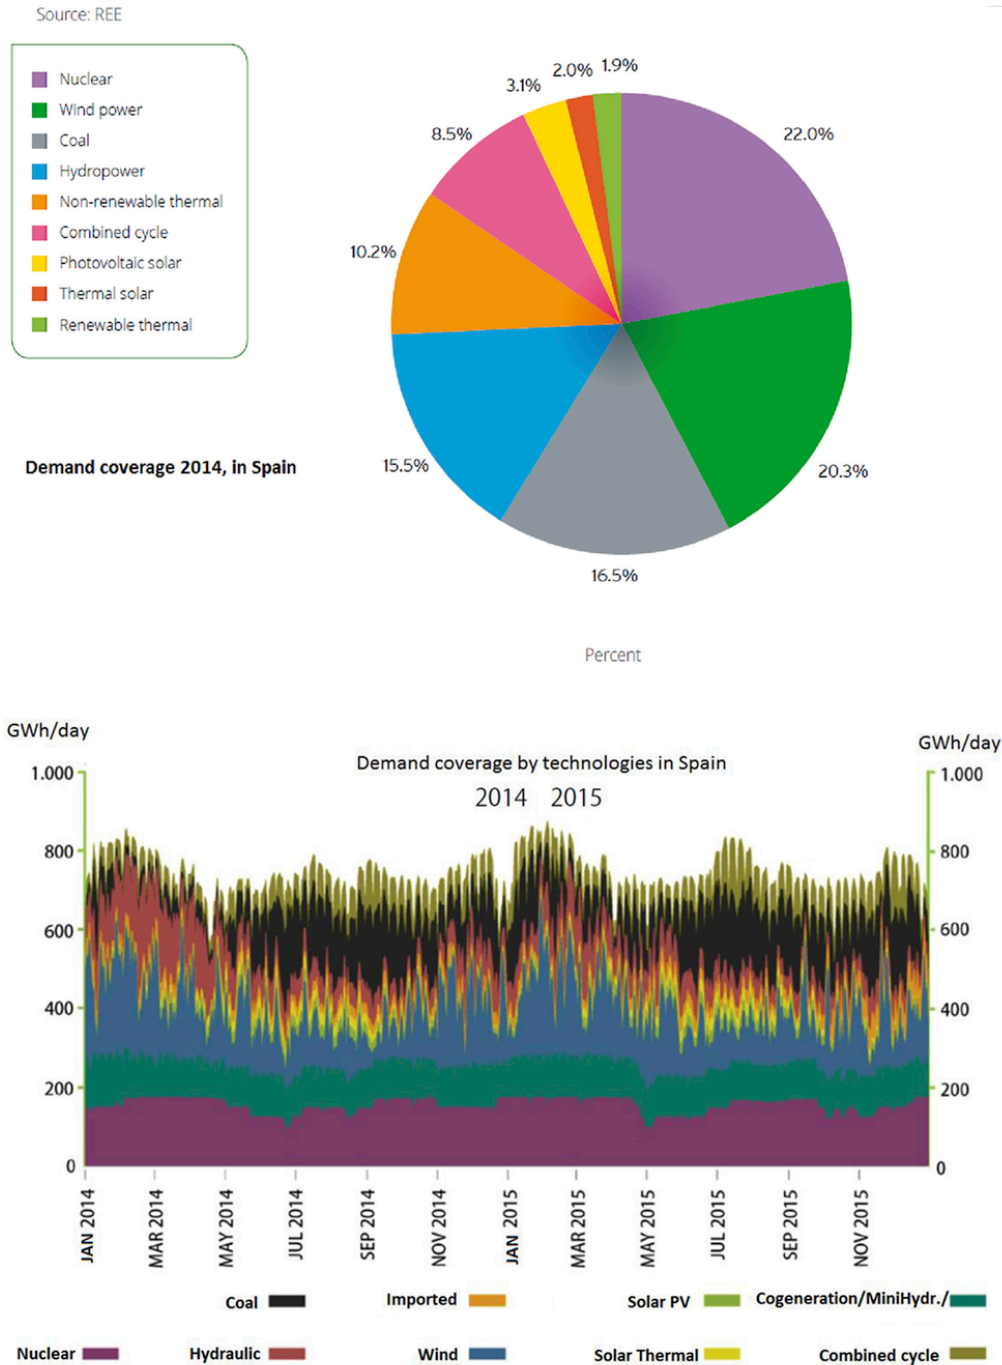 Source: REE
Nuclear
Wind power
Coal
Hydropower
Non-renewable thermal
Combined cycle
Photovoltaic solar
Thermal solar
Renewable thermal
1.9%
2.0%
3.1%
8.5%
22.0%
10.2%
Demand coverage 2014, in Spain
15.5%
20.3%
16.5%
Percent
GWh/day
GWh/day
Demand coverage by technologies in Spain
2014 2015
1.000 1.000
800 800
600 600
400 400
200 200
0 0
JAN 2014
MAR 2014
MAY 2014
JUL 2014
SEP 2014
NOV 2014
JAN 2015
MAR 2015
MAY 2015
JUL 2015
SEP 2015
NOV 2015
Coal Imported Solar PV Cogeneration/MiniHydr./
Nuclear Hydraulic Wind Solar Thermal Combined cycle